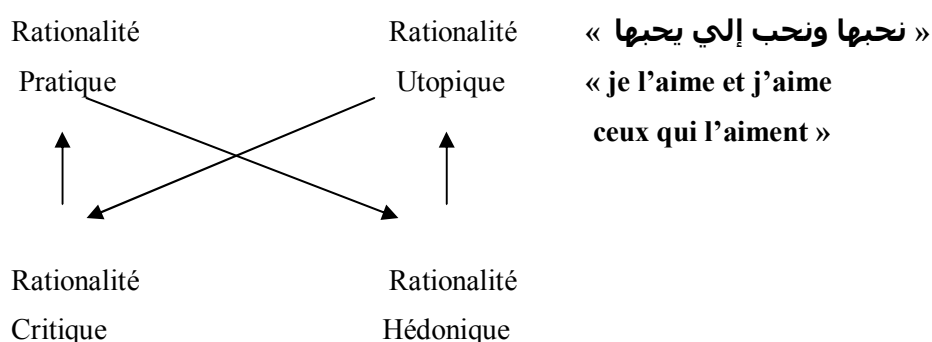 Rationalité Rationalité « نحبها ونحب إلي يحبها »
Pratique Utopique « je l’aime et j’aime
ceux qui l’aiment »
Rationalité Rationalité
Critique Hédonique